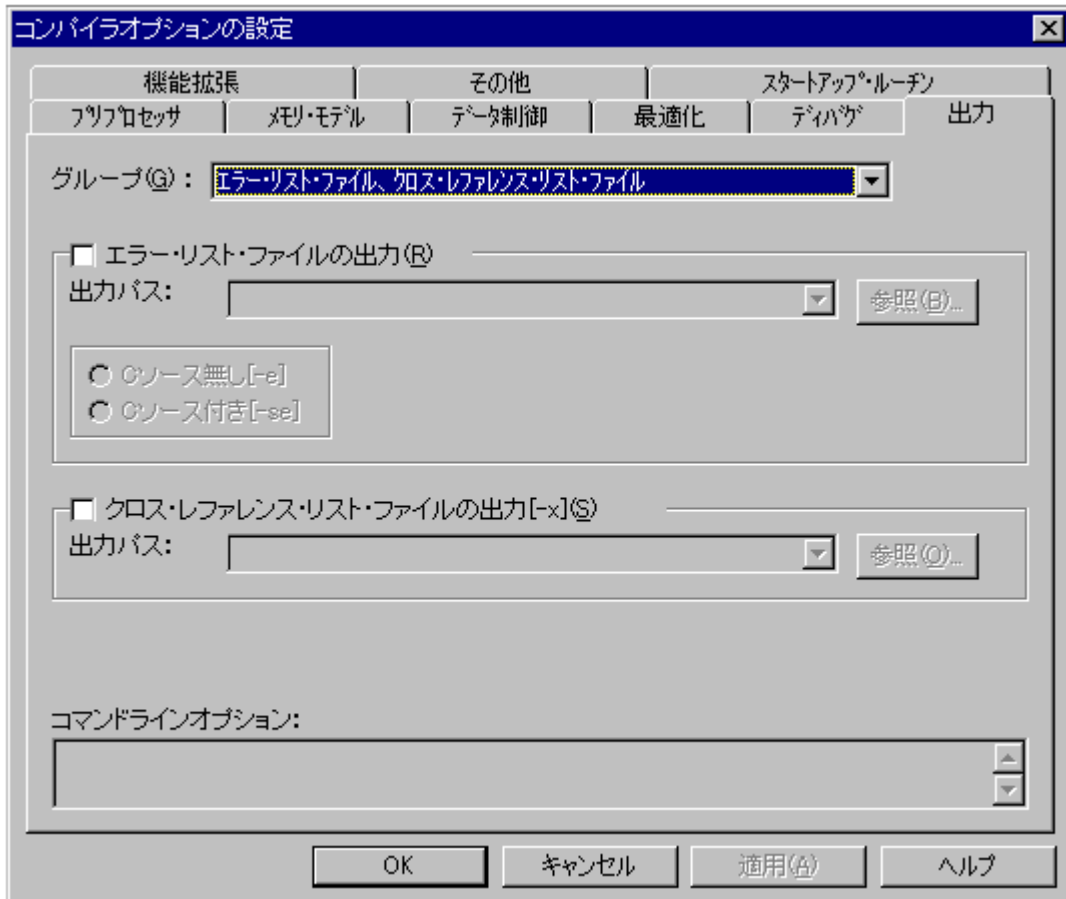 コンパイラオプションの設定
機能拡張 その他 スタートアップ・ルーチン
プリプロセッサ メモリ・モデル データ制御 最適化 ディバグ 出力
グループ(G): エラー・リスト・ファイル、クロス・レファレンス・リスト・ファイル
エラー・リスト・ファイルの出力(R)
出力パス: 参照(B)...
Cソース無し[-e]
Cソース付き[-se]
クロス・レファレンス・リスト・ファイルの出力[-x](S)
出力パス: 参照(O)...
コマンドラインオプション:
OK キャンセル 適用(A) ヘルプ